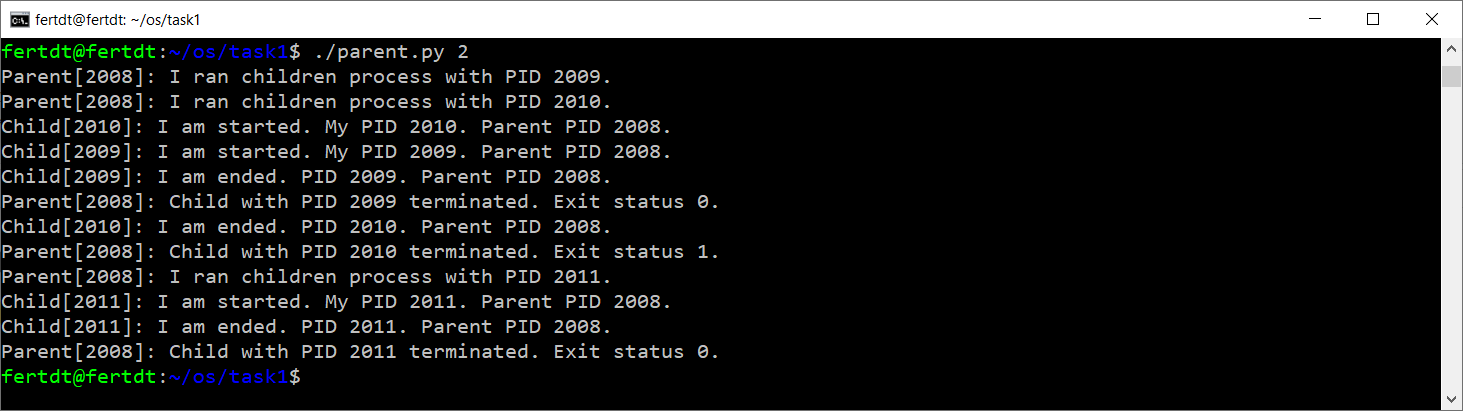 fertdt@fertdt: ~/os/task1
fertdt@fertdt:~/os/task1$ ./parent.py 2
Parent[2008]: I ran children process with PID 2009.
Parent[2008]: I ran children process with PID 2010.
Child[2010]: I am started. My PID 2010. Parent PID 2008.
Child[2009]: I am started. My PID 2009. Parent PID 2008.
Child[2009]: I am ended. PID 2009. Parent PID 2008.
Parent[2008]: Child with PID 2009 terminated. Exit status 0.
Child[2010]: I am ended. PID 2010. Parent PID 2008.
Parent[2008]: Child with PID 2010 terminated. Exit status 1.
Parent[2008]: I ran children process with PID 2011.
Child[2011]: I am started. My PID 2011. Parent PID 2008.
Child[2011]: I am ended. PID 2011. Parent PID 2008.
Parent[2008]: Child with PID 2011 terminated. Exit status 0.
fertdt@fertdt:~/os/task1$